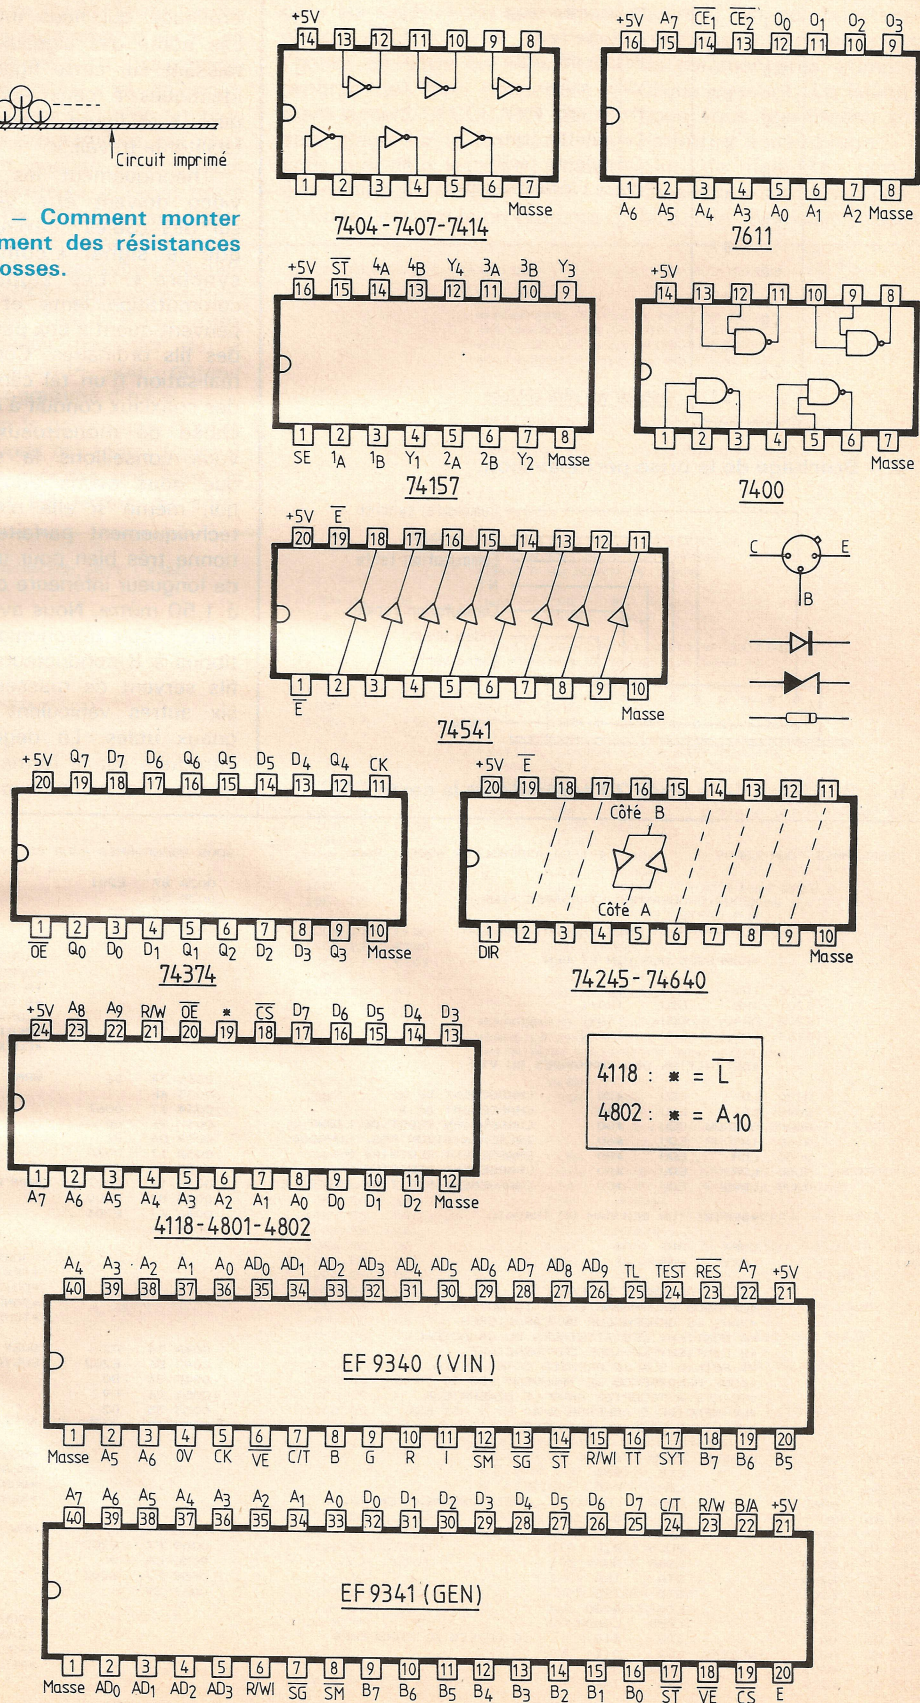 +5V
14 13 12 11 10 9 8
1 2 3 4 5 6 7
Masse
7404-7407-7414
+5V A7 C̅E̅1 C̅E̅2 O0 O1 O2 O3
16 15 14 13 12 11 10 9
1 2 3 4 5 6 7 8
A6 A5 A4 A3 A0 A1 A2 Masse
7611
Circuit imprimé
– Comment monter
ment des résistances
osses.
+5V S̅T̅ 4A 4B Y4 3A 3B Y3
16 15 14 13 12 11 10 9
1 2 3 4 5 6 7 8
SE 1A 1B Y1 2A 2B Y2 Masse
74157
+5V
14 13 12 11 10 9 8
1 2 3 4 5 6 7
Masse
7400
+5V E̅
20 19 18 17 16 15 14 13 12 11
1 2 3 4 5 6 7 8 9 10
E̅ Masse
74541
C E
B
+5V Q7 D7 D6 Q6 Q5 D5 D4 Q4 CK
20 19 18 17 16 15 14 13 12 11
1 2 3 4 5 6 7 8 9 10
O̅E̅ Q0 D0 D1 Q1 Q2 D2 D3 Q3 Masse
74374
+5V E̅
20 19 18 17 16 15 14 13 12 11
Côté B
Côté A
1 2 3 4 5 6 7 8 9 10
DIR Masse
74245-74640
+5V A8 A9 R/W O̅E̅ * C̅S̅ D7 D6 D5 D4 D3
24 23 22 21 20 19 18 17 16 15 14 13
1 2 3 4 5 6 7 8 9 10 11 12
A7 A6 A5 A4 A3 A2 A1 A0 D0 D1 D2 Masse
4118-4801-4802
4118 : * = L̅
4802 : * = A10
A4 A3 A2 A1 A0 AD0 AD1 AD2 AD3 AD4 AD5 AD6 AD7 AD8 AD9 TL TEST R̅E̅S̅ A7 +5V
40 39 38 37 36 35 34 33 32 31 30 29 28 27 26 25 24 23 22 21
EF 9340 (VIN)
1 2 3 4 5 6 7 8 9 10 11 12 13 14 15 16 17 18 19 20
Masse A5 A6 0V CK V̅E̅ C/T B G R I S̅M̅ S̅G̅ S̅T̅ R/WI TT SYT B7 B6 B5
A7 A6 A5 A4 A3 A2 A1 A0 D0 D1 D2 D3 D4 D5 D6 D7 C/T R/W B/A +5V
40 39 38 37 36 35 34 33 32 31 30 29 28 27 26 25 24 23 22 21
EF 9341 (GEN)
1 2 3 4 5 6 7 8 9 10 11 12 13 14 15 16 17 18 19 20
Masse AD0 AD1 AD2 AD3 R/WI S̅G̅ S̅M̅ B7 B6 B5 B4 B3 B2 B1 B0 S̅T̅ V̅E̅ C̅S̅ E